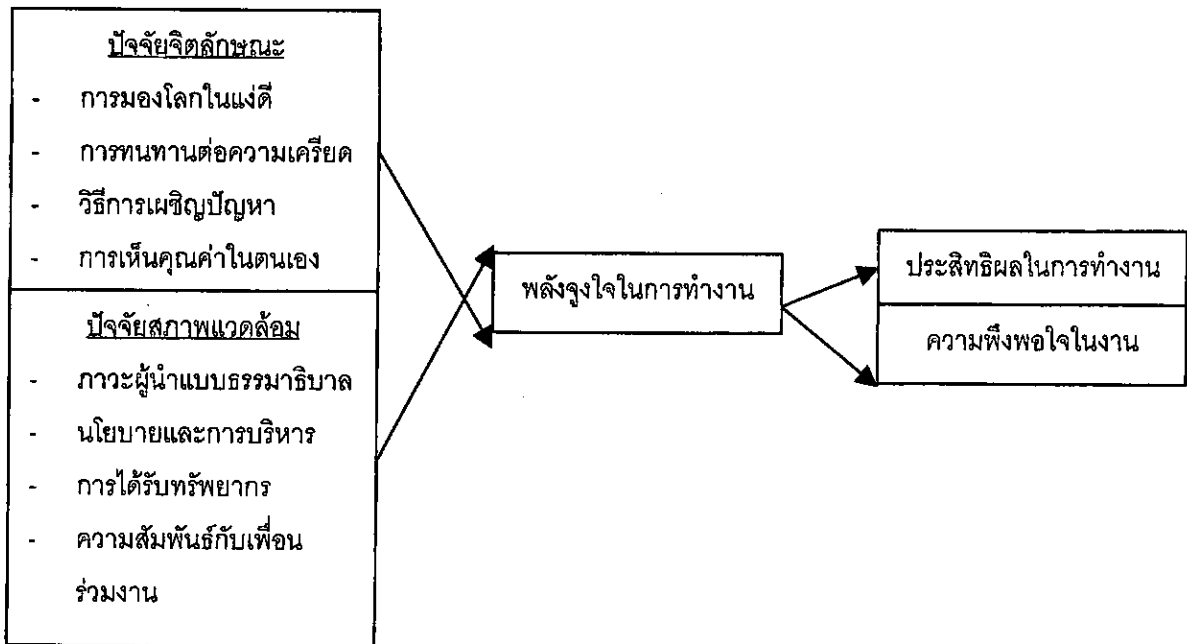 ปัจจัยจิตลักษณะ
- การมองโลกในแง่ดี
- การทนทานต่อความเครียด
- วิธีการเผชิญปัญหา
- การเห็นคุณค่าในตนเอง
ปัจจัยสภาพแวดล้อม
- ภาวะผู้นำแบบธรรมาธิบาล
- นโยบายและการบริหาร
- การได้รับทรัพยากร
- ความสัมพันธ์กับเพื่อน
ร่วมงาน
พลังจูงใจในการทำงาน
ประสิทธิผลในการทำงาน
ความพึงพอใจในงาน